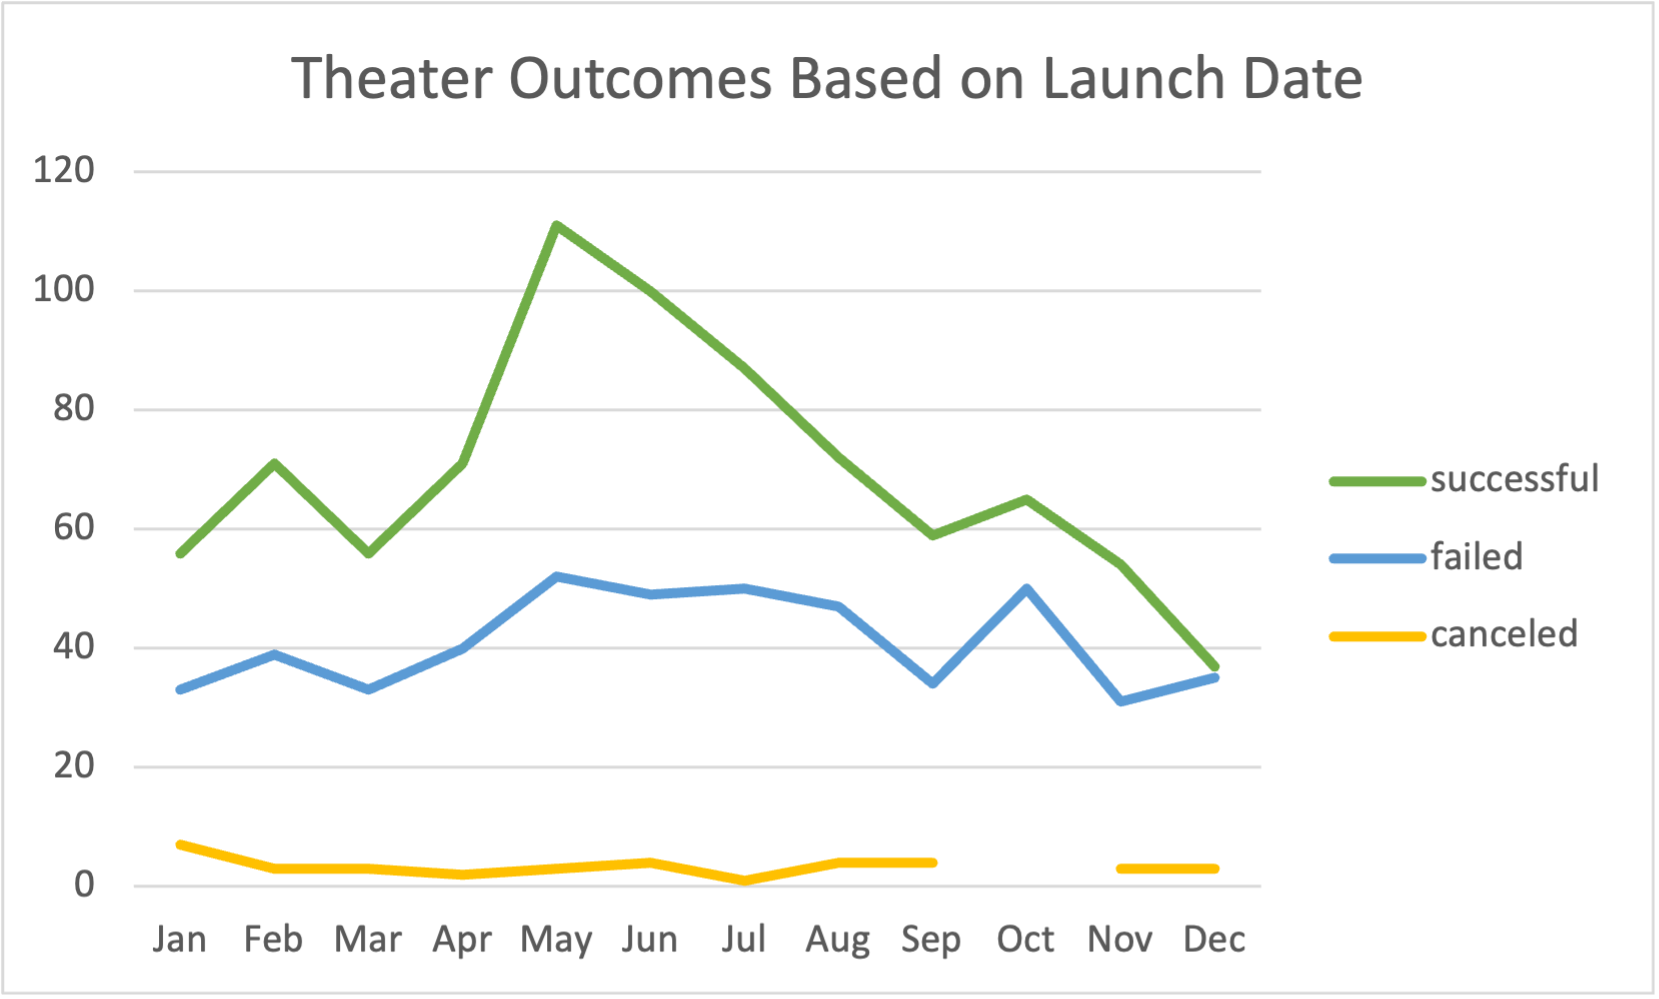 Theater Outcomes Based on Launch Date
120
100
80
60
40
20
0
Jan Feb Mar Apr May Jun Jul Aug Sep Oct Nov Dec
successful
failed
canceled